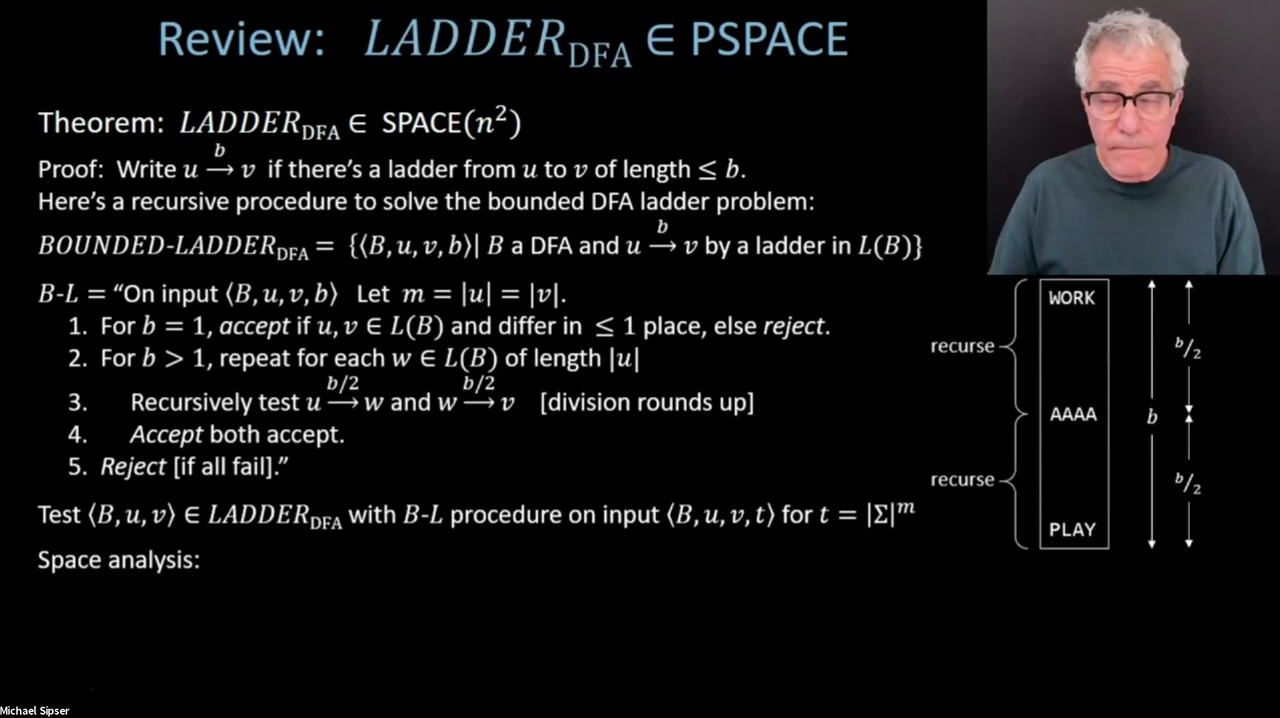 Review: LADDER_DFA ∈ PSPACE
Theorem: LADDER_DFA ∈ SPACE(n²)
Proof: Write u →^b v if there's a ladder from u to v of length ≤ b.
Here's a recursive procedure to solve the bounded DFA ladder problem:
BOUNDED-LADDER_DFA = {⟨B, u, v, b⟩| B a DFA and u →^b v by a ladder in L(B)}
B-L = "On input ⟨B, u, v, b⟩ Let m = |u| = |v|.
1. For b = 1, accept if u, v ∈ L(B) and differ in ≤ 1 place, else reject.
2. For b > 1, repeat for each w ∈ L(B) of length |u|
3. Recursively test u →^{b/2} w and w →^{b/2} v [division rounds up]
4. Accept both accept.
5. Reject [if all fail]."
Test ⟨B, u, v⟩ ∈ LADDER_DFA with B-L procedure on input ⟨B, u, v, t⟩ for t = |Σ|^m
Space analysis:
WORK
recurse
b/2
AAAA
b
recurse
b/2
PLAY
Michael Sipser